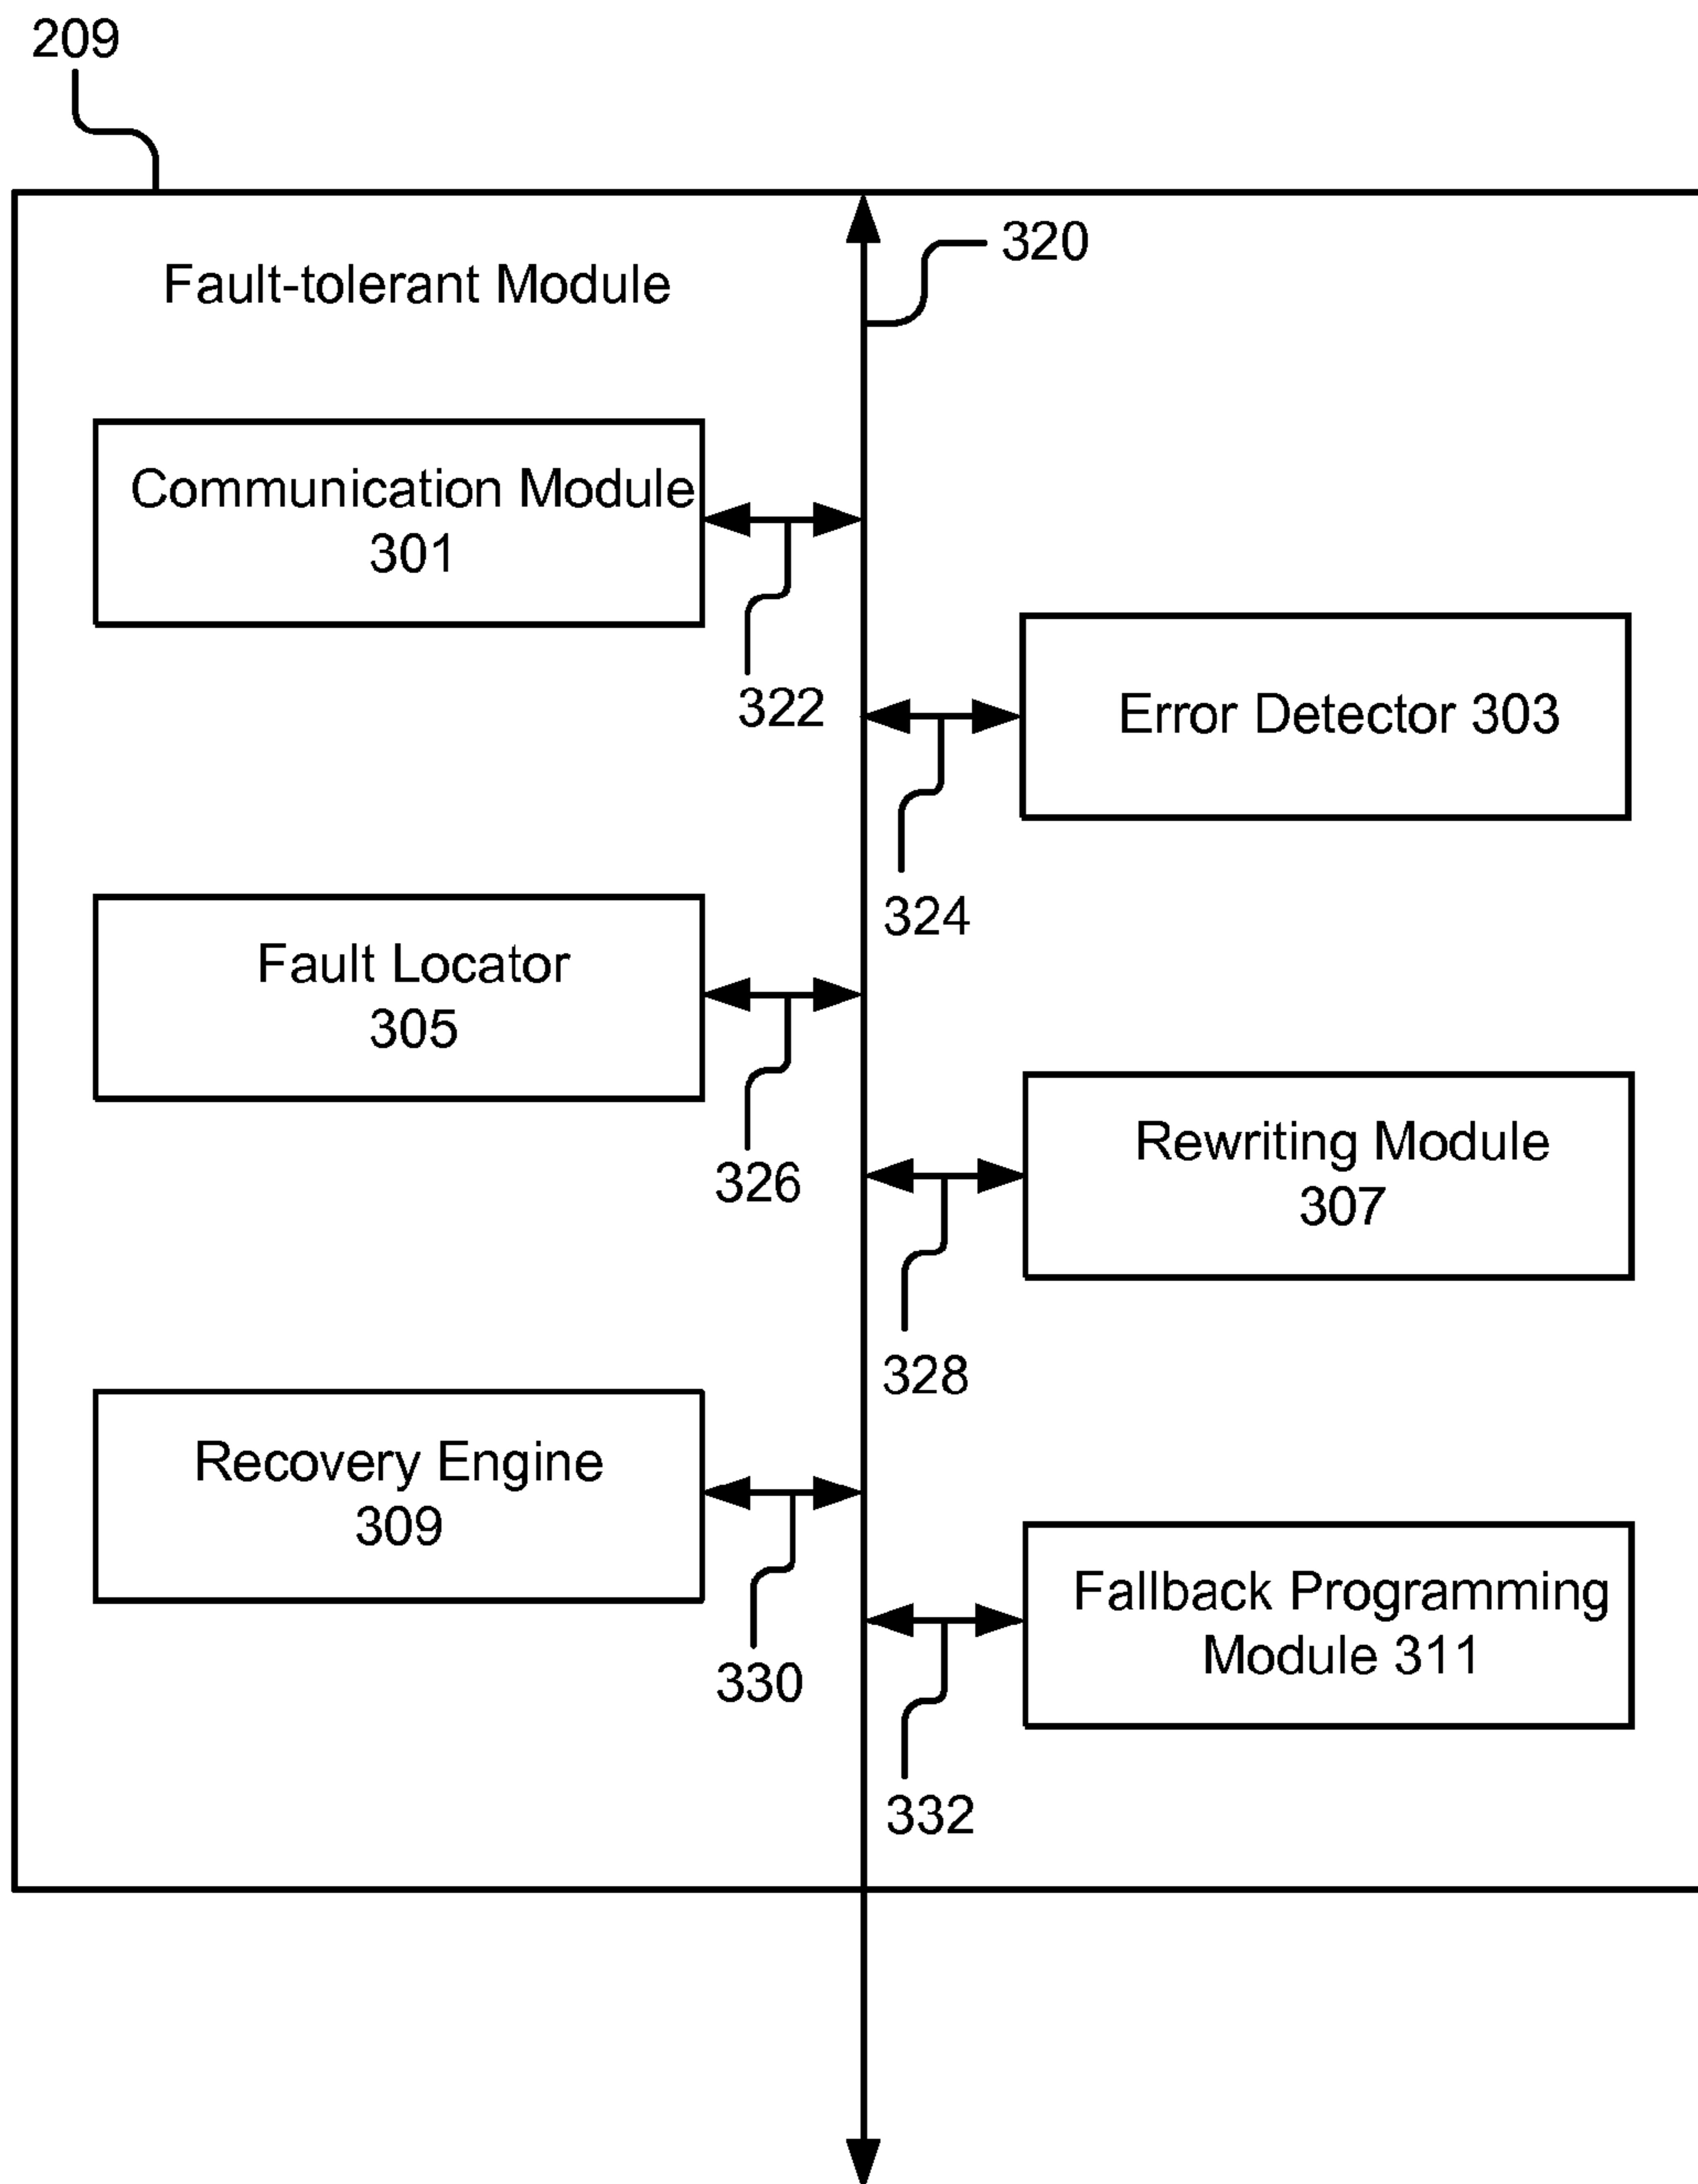 209
320
Fault-tolerant Module
Communication Module
301
322
Error Detector 303
324
Fault Locator
305
326
Rewriting Module
307
328
Recovery Engine
309
330
Fallback Programming
Module 311
332